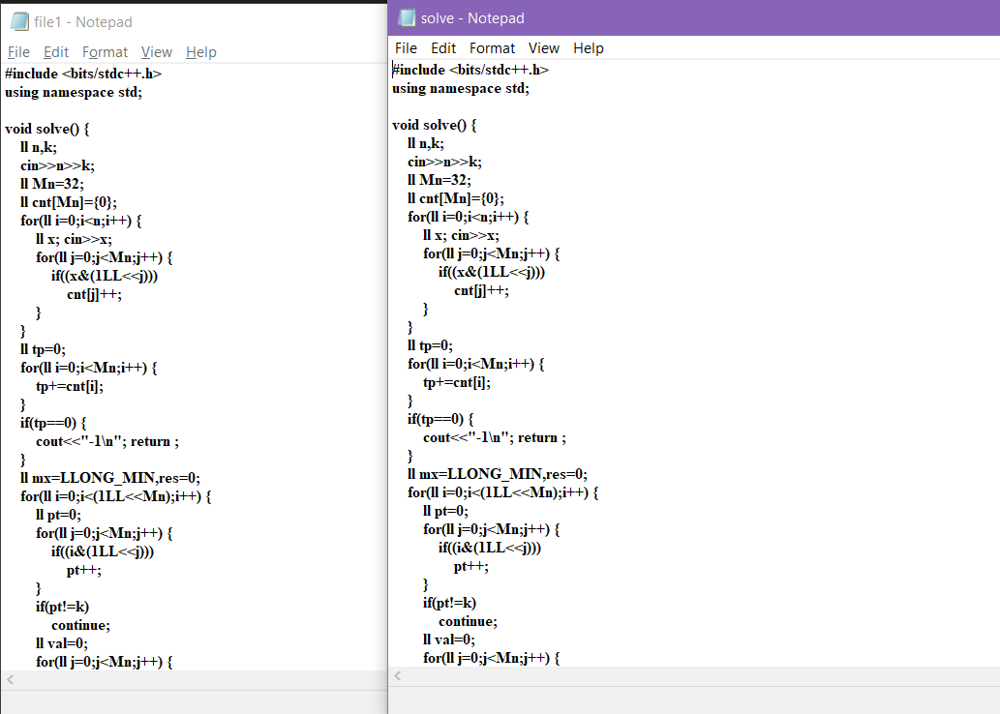 file1 - Notepad
File Edit Format View Help
#include <bits/stdc++.h>
using namespace std;
void solve() {
ll n,k;
cin>>n>>k;
ll Mn=32;
ll cnt[Mn]={0};
for(ll i=0;i<n;i++) {
ll x; cin>>x;
for(ll j=0;j<Mn;j++) {
if((x&(1LL<<j)))
cnt[j]++;
}
}
ll tp=0;
for(ll i=0;i<Mn;i++) {
tp+=cnt[i];
}
if(tp==0) {
cout<<"-1\n"; return ;
}
ll mx=LLONG_MIN,res=0;
for(ll i=0;i<(1LL<<Mn);i++) {
ll pt=0;
for(ll j=0;j<Mn;j++) {
if((i&(1LL<<j)))
pt++;
}
if(pt!=k)
continue;
ll val=0;
for(ll j=0;j<Mn;j++) {
solve - Notepad
File Edit Format View Help
#include <bits/stdc++.h>
using namespace std;
void solve() {
ll n,k;
cin>>n>>k;
ll Mn=32;
ll cnt[Mn]={0};
for(ll i=0;i<n;i++) {
ll x; cin>>x;
for(ll j=0;j<Mn;j++) {
if((x&(1LL<<j)))
cnt[j]++;
}
}
ll tp=0;
for(ll i=0;i<Mn;i++) {
tp+=cnt[i];
}
if(tp==0) {
cout<<"-1\n"; return ;
}
ll mx=LLONG_MIN,res=0;
for(ll i=0;i<(1LL<<Mn);i++) {
ll pt=0;
for(ll j=0;j<Mn;j++) {
if((i&(1LL<<j)))
pt++;
}
if(pt!=k)
continue;
ll val=0;
for(ll j=0;j<Mn;j++) {